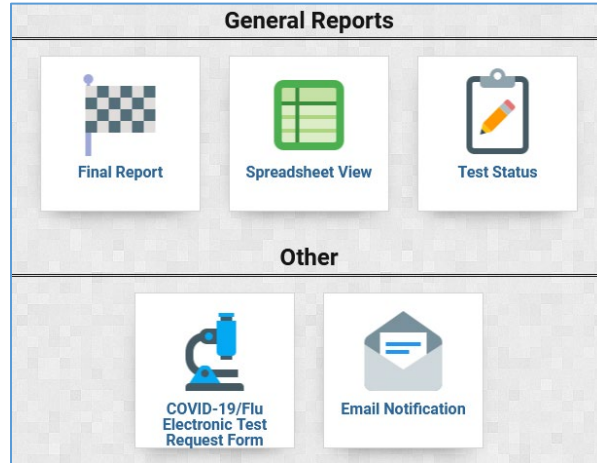 General Reports
Final Report
Spreadsheet View
Test Status
Other
COVID-19/Flu
Electronic Test
Request Form
Email Notification